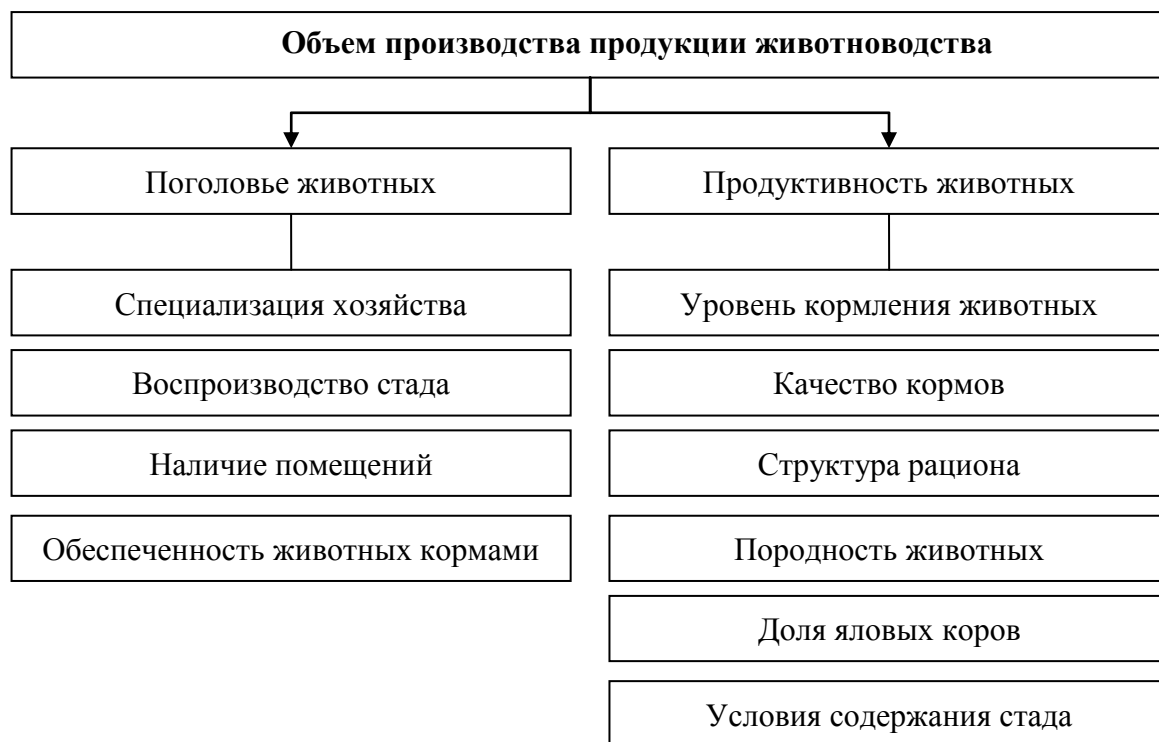 Объем производства продукции животноводства
Поголовье животных
Продуктивность животных
Специализация хозяйства
Уровень кормления животных
Воспроизводство стада
Качество кормов
Наличие помещений
Структура рациона
Обеспеченность животных кормами
Породность животных
Доля яловых коров
Условия содержания стада